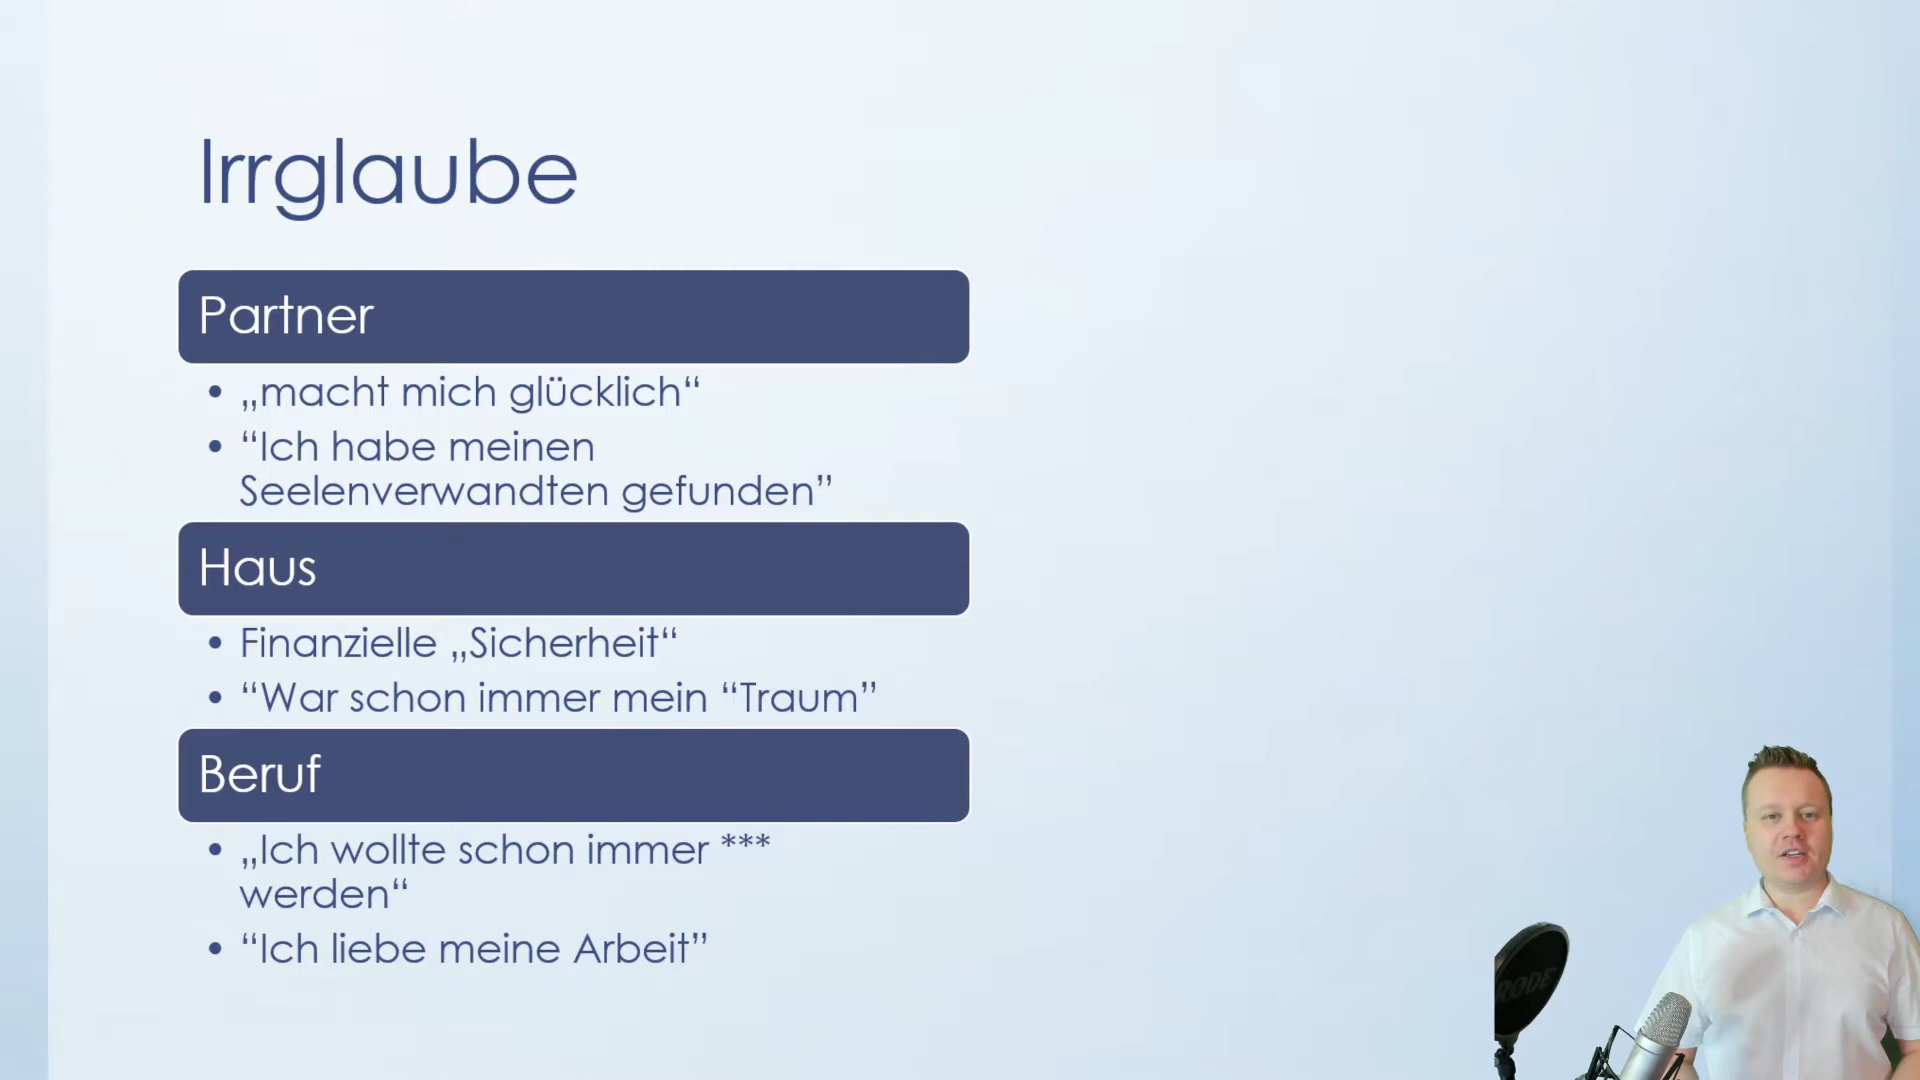 Irrglaube
Partner
• „macht mich glücklich“
• “Ich habe meinen
Seelenverwandten gefunden”
Haus
• Finanzielle „Sicherheit“
• “War schon immer mein “Traum”
Beruf
• „Ich wollte schon immer ***
werden“
• “Ich liebe meine Arbeit”
RØDE